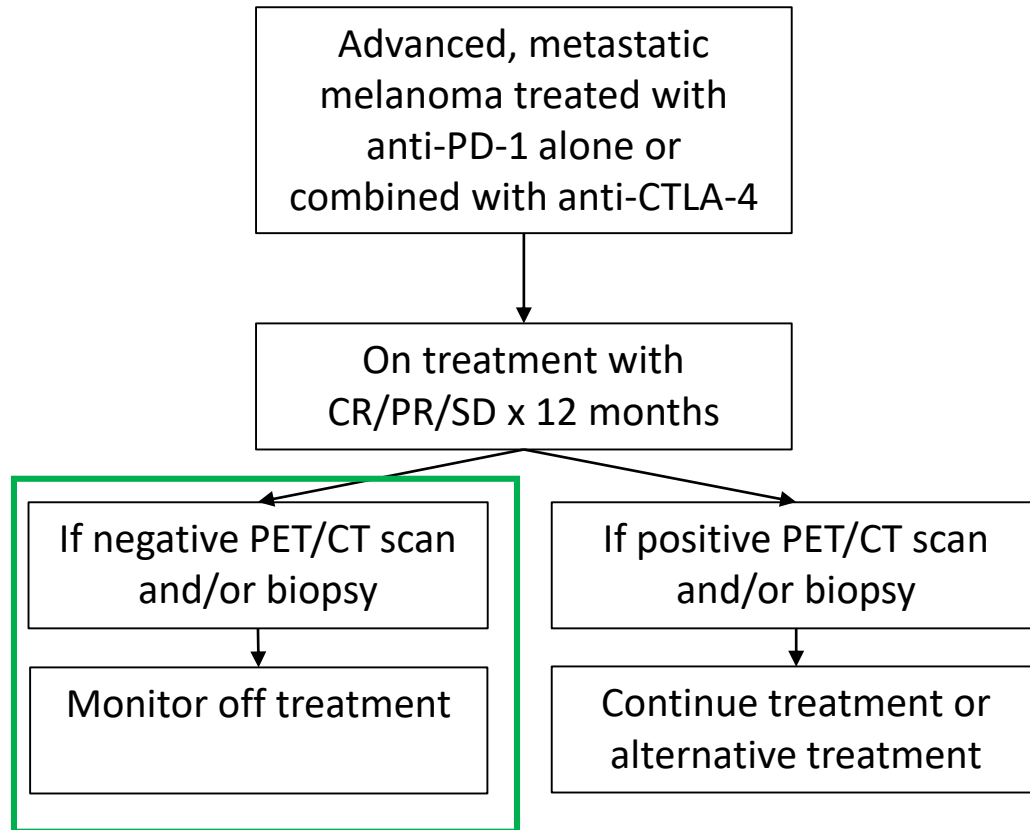 Advanced, metastatic
melanoma treated with
anti-PD-1 alone or
combined with anti-CTLA-4
On treatment with
CR/PR/SD x 12 months
If negative PET/CT scan
and/or biopsy
Monitor off treatment
If positive PET/CT scan
and/or biopsy
Continue treatment or
alternative treatment